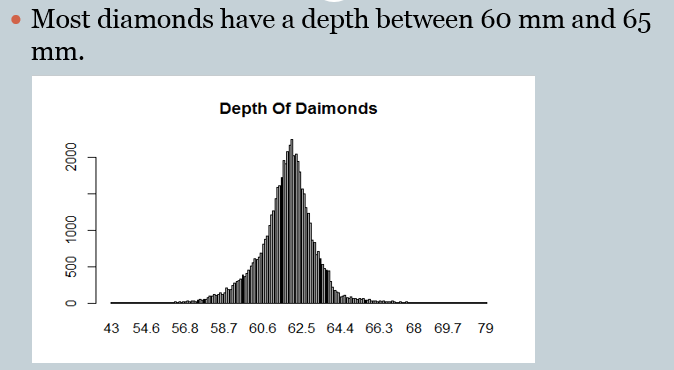 • Most diamonds have a depth between 60 mm and 65
mm.
Depth Of Daimonds
2000
1000
500
0
43 54.6 56.8 58.7 60.6 62.5 64.4 66.3 68 69.7 79